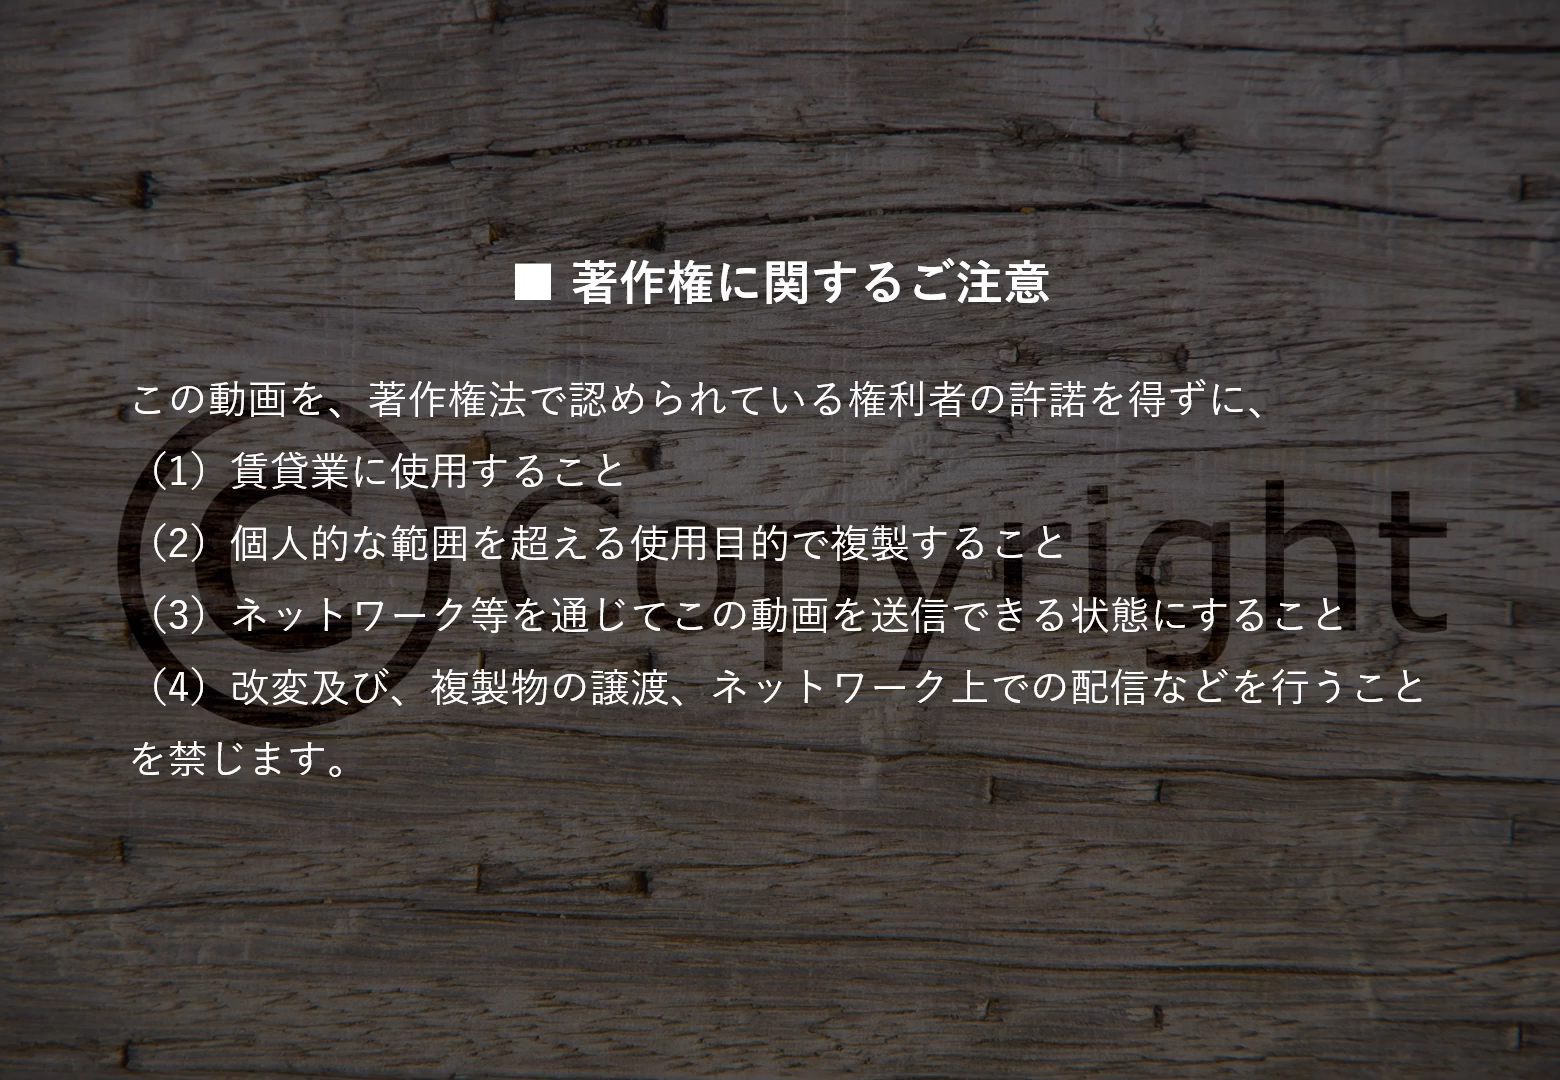 ■ 著作権に関するご注意
この動画を、著作権法で認められている権利者の許諾を得ずに、
（1）賃貸業に使用すること
（2）個人的な範囲を超える使用目的で複製すること
（3）ネットワーク等を通じてこの動画を送信できる状態にすること
（4）改変及び、複製物の譲渡、ネットワーク上での配信などを行うこと
を禁じます。
© Copyright